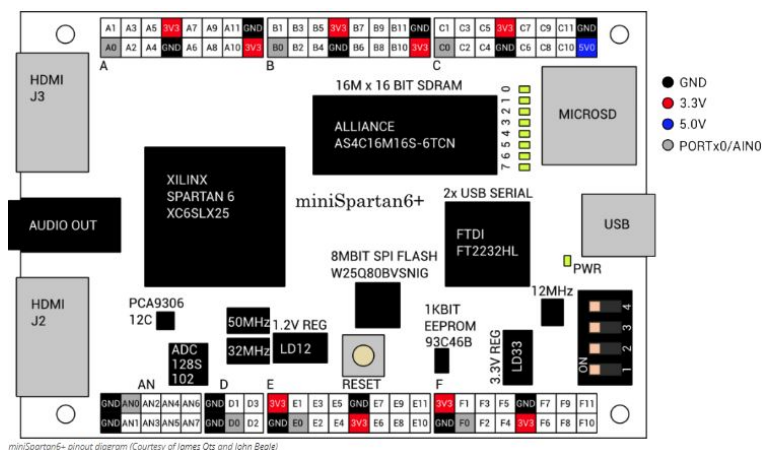 A1 A3 A5 3V3 A7 A9 A11 GND
A0 A2 A4 GND A6 A8 A10 3V3
B1 B3 B5 3V3 B7 B9 B11 GND
B0 B2 B4 GND B6 B8 B10 3V3
C1 C3 C5 3V3 C7 C9 C11 GND
C0 C2 C4 GND C6 C8 C10 5V0
A
B
C
HDMI
J3
16M x 16 BIT SDRAM
ALLIANCE
AS4C16M16S-6TCN
0
1
2
3
4
5
6
7
MICROSD
GND
3.3V
5.0V
PORTx0/AIN0
XILINX
SPARTAN 6
XC6SLX25
miniSpartan6+
2x USB SERIAL
FTDI
FT2232HL
AUDIO OUT
USB
PWR
8MBIT SPI FLASH
W25Q80BVSNIG
HDMI
J2
PCA9306
12C
50MHz
32MHz
1.2V REG
LD12
ADC
128S
102
1KBIT
EEPROM
93C46B
3.3V REG
LD33
12MHz
4
3
2
1
ON
AN
D
E
RESET
F
GND AN0 AN2 AN4 AN6
GND AN1 AN3 AN5 AN7
GND D1 D3
GND D0 D2
3V3 E1 E3 E5 GND E7 E9 E11
GND E0 E2 E4 3V3 E6 E8 E10
3V3 F1 F3 F5 GND F7 F9 F11
GND F0 F2 F4 3V3 F6 F8 F10
miniSpartan6+ pinout diagram (Courtesy of James Ots and John Beale)